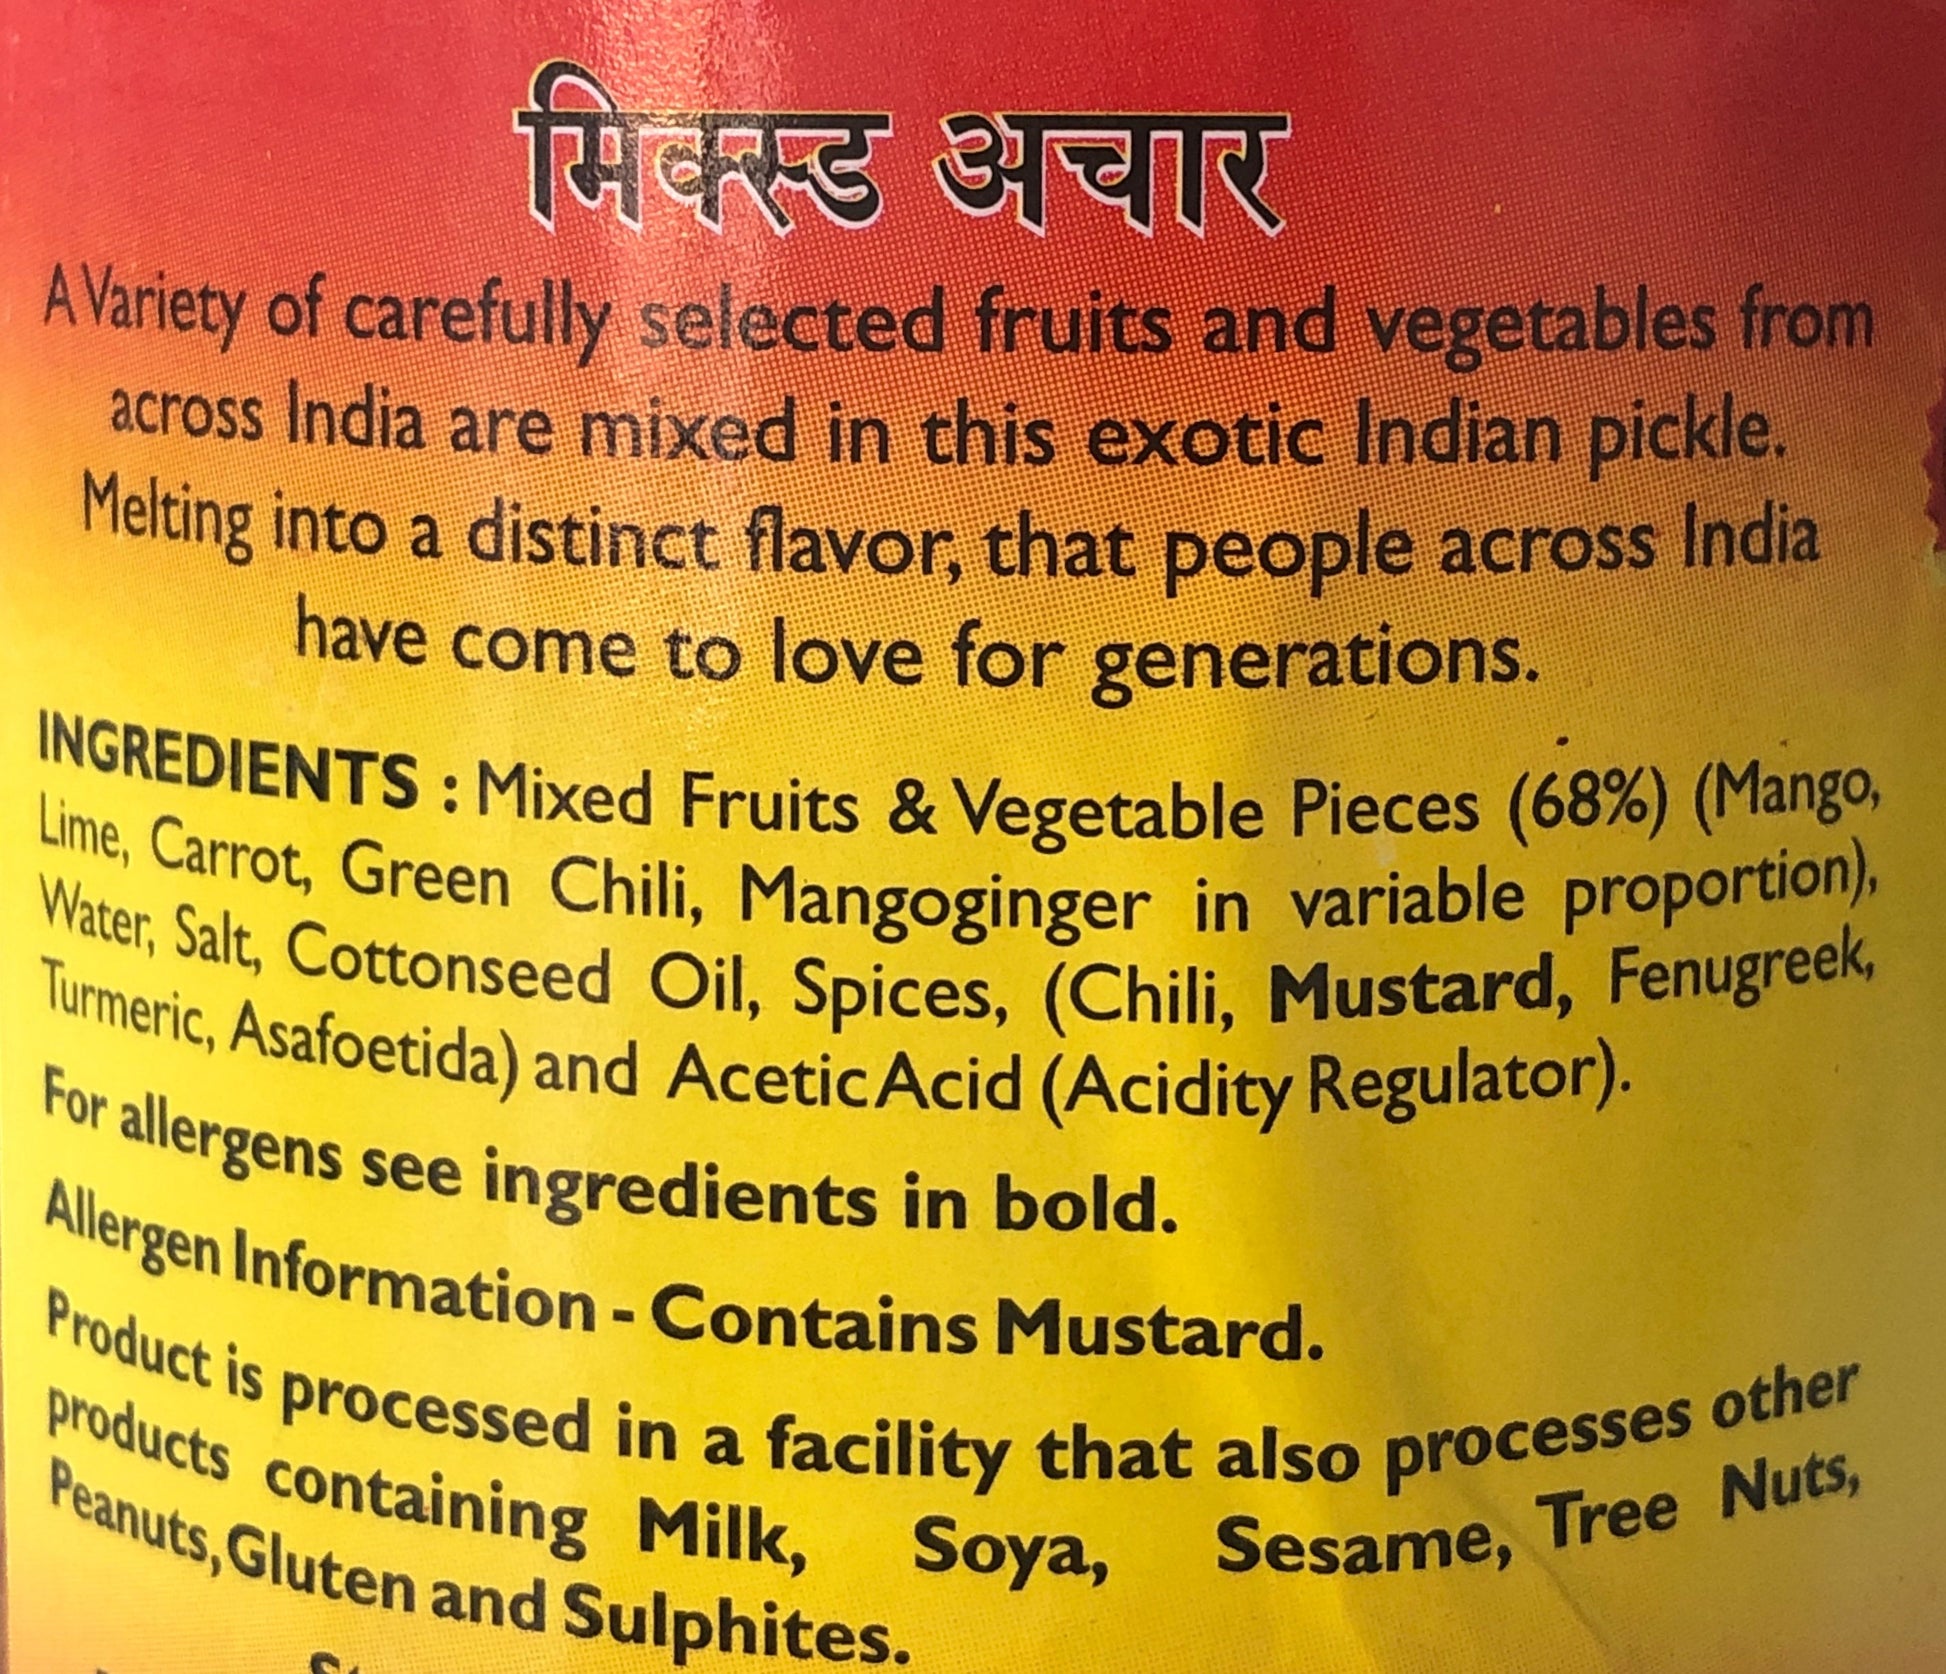 मिक्स्ड अचार
A Variety of carefully selected fruits and vegetables from
across India are mixed in this exotic Indian pickle.
Melting into a distinct flavor, that people across India
have come to love for generations.
INGREDIENTS : Mixed Fruits & Vegetable Pieces (68%) (Mango,
Lime, Carrot, Green Chili, Mangoginger in variable proportion),
Water, Salt, Cottonseed Oil, Spices, (Chili, Mustard, Fenugreek,
Turmeric, Asafoetida) and Acetic Acid (Acidity Regulator).
For allergens see ingredients in bold.
Allergen Information - Contains Mustard.
Product is processed in a facility that also processes other
products containing Milk, Soya, Sesame, Tree Nuts,
Peanuts, Gluten and Sulphites.